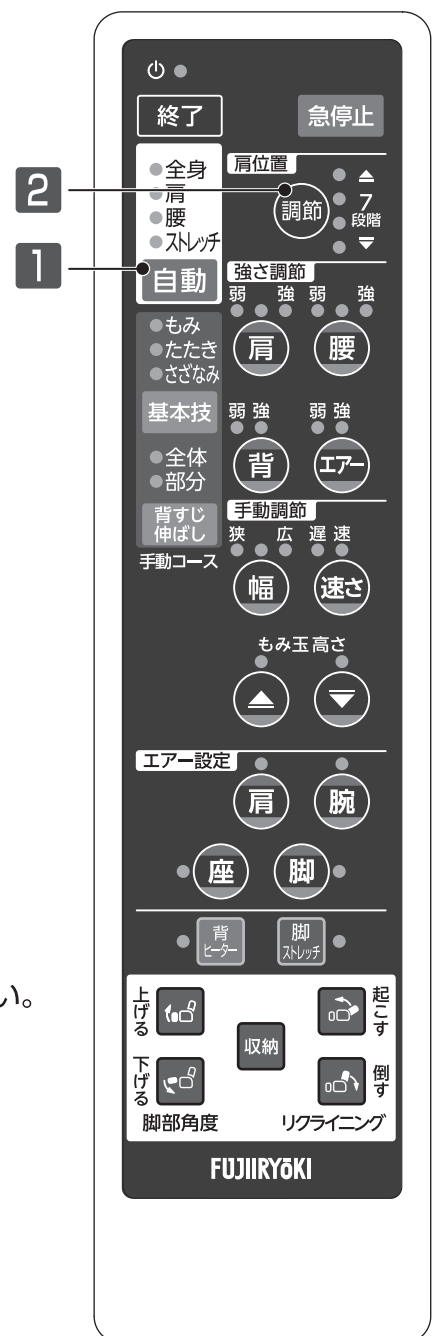 終了
急停止
全身
肩
腰
ストレッチ
自動
肩位置
調節
7
段階
2
1
強さ調節
弱 強 弱 強
肩 腰
もみ
たたき
さざなみ
基本技
弱 強 弱 強
背 エアー
全体
部分
背すじ
伸ばし
手動コース
手動調節
狭 広 遅 速
幅 速さ
もみ玉高さ
エアー設定
肩 腕
座 脚
背
ヒーター
脚
ストレッチ
い。
上げる
下げる
脚部角度
収納
起こす
倒す
リクライニング
FUJIIRYōKI